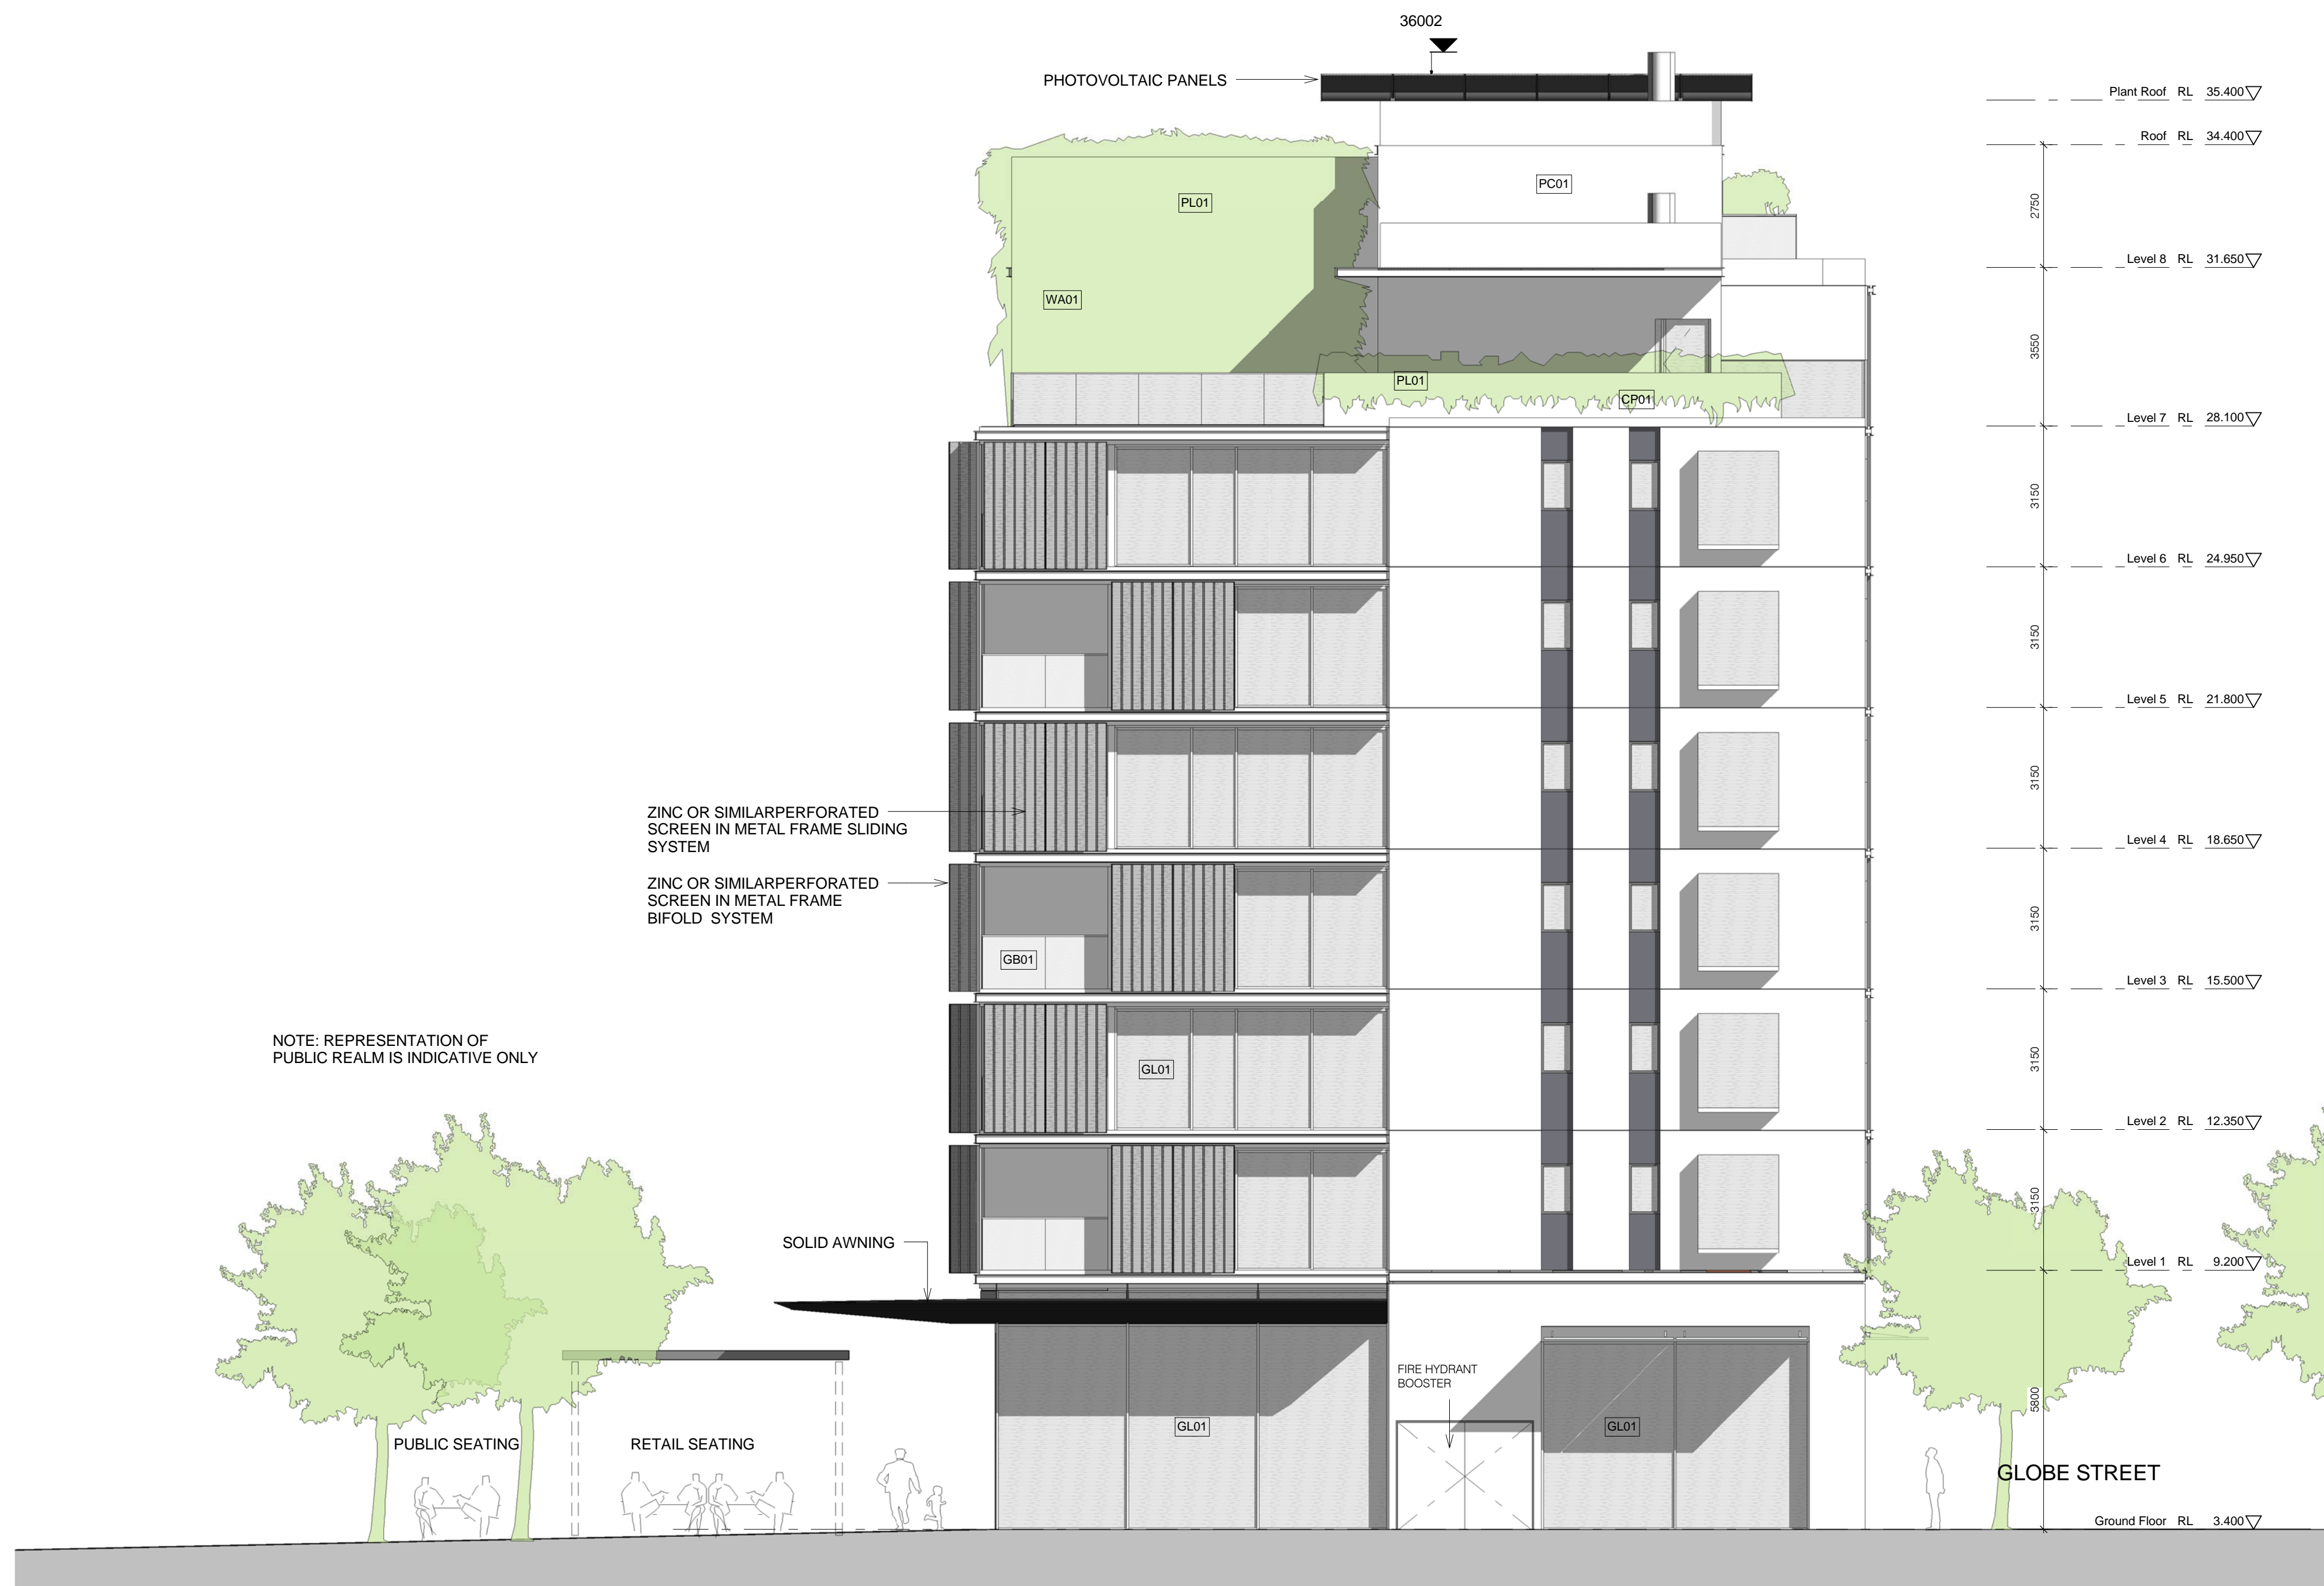 36002
PHOTOVOLTAIC PANELS
Plant Roof RL 35.400
Roof RL 34.400
PC01
PL01
2750
Level 8 RL 31.650
WA01
3550
PL01
CP01
Level 7 RL 28.100
3150
Level 6 RL 24.950
3150
Level 5 RL 21.800
3150
ZINC OR SIMILARPERFORATED
SCREEN IN METAL FRAME SLIDING
SYSTEM
Level 4 RL 18.650
ZINC OR SIMILARPERFORATED
SCREEN IN METAL FRAME
BIFOLD SYSTEM
3150
GB01
Level 3 RL 15.500
NOTE: REPRESENTATION OF
PUBLIC REALM IS INDICATIVE ONLY
3150
GL01
Level 2 RL 12.350
3150
SOLID AWNING
Level 1 RL 9.200
FIRE HYDRANT
BOOSTER
5800
GL01
GL01
PUBLIC SEATING
RETAIL SEATING
GLOBE STREET
Ground Floor RL 3.400